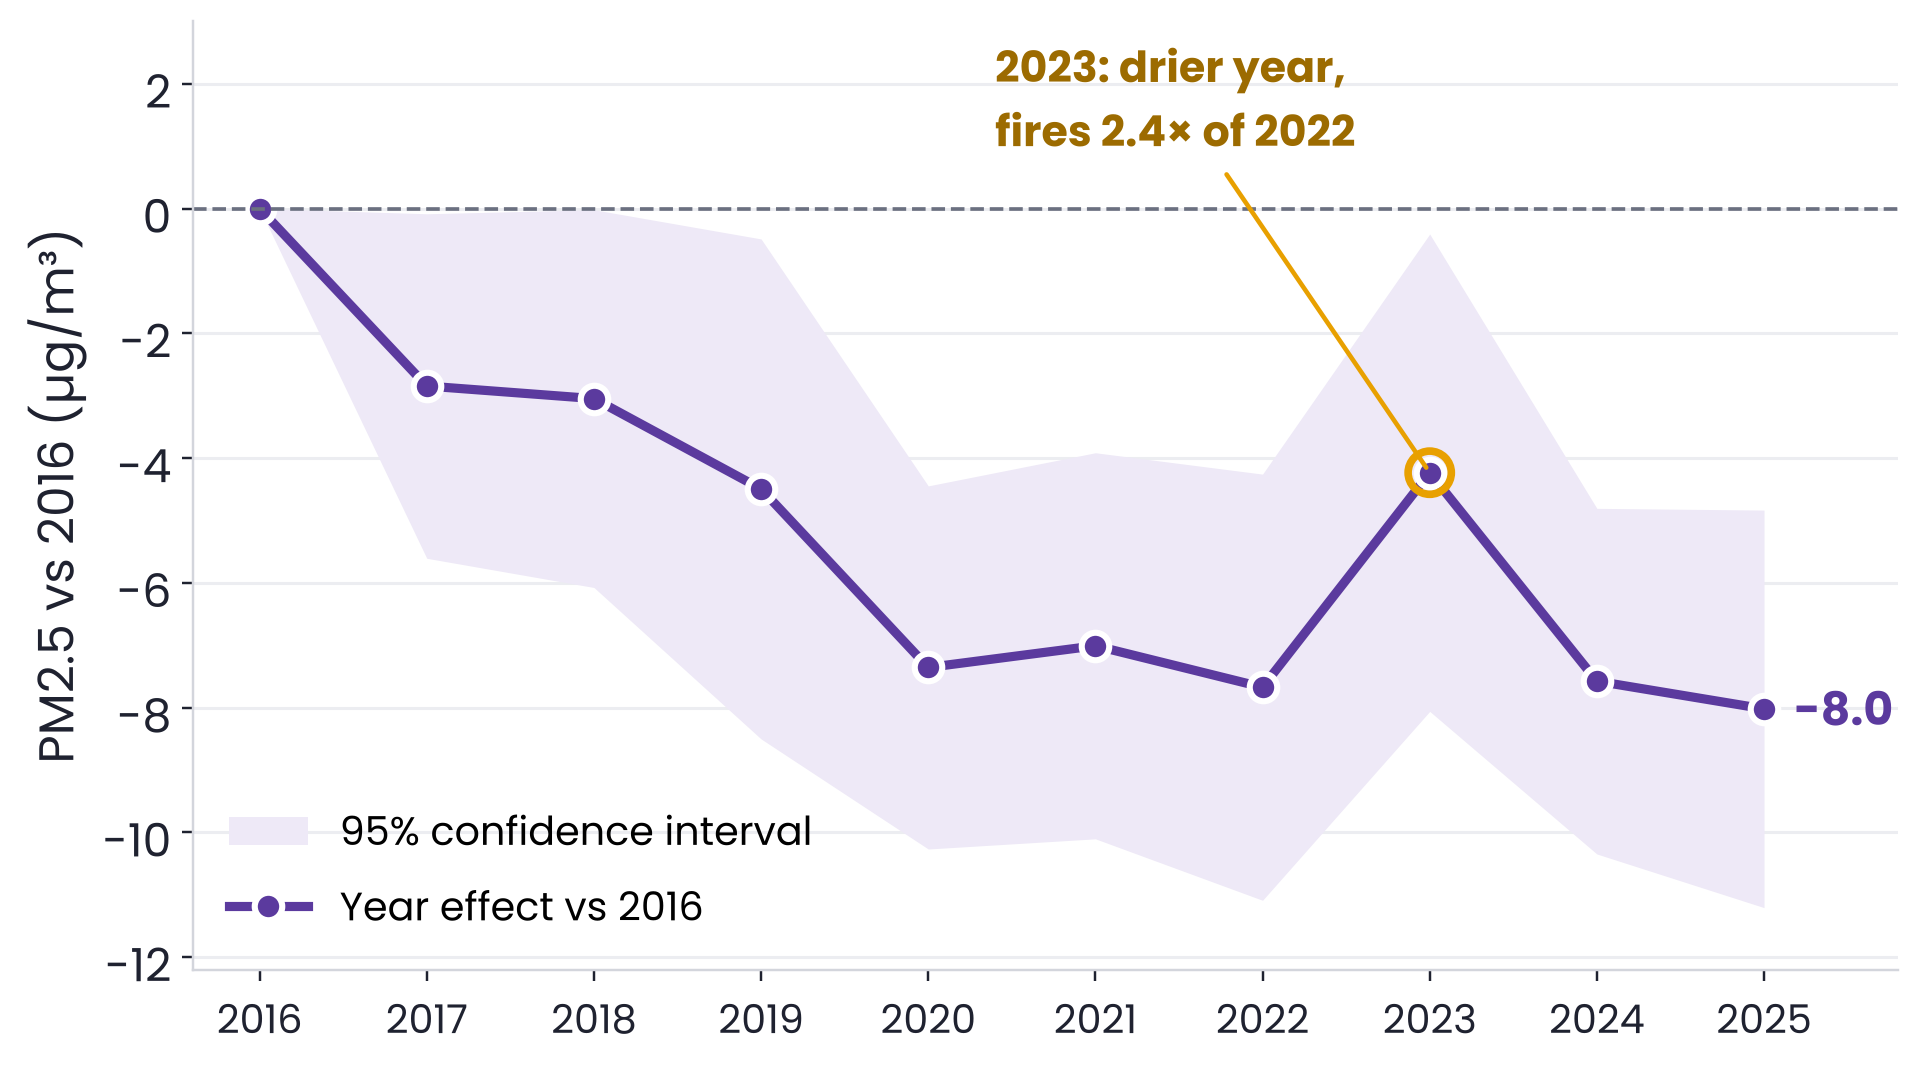 2023: drier year,
fires 2.4× of 2022
PM2.5 vs 2016 (µg/m³)
2
0
−2
−4
−6
−8
−10
−12
−8.0
95% confidence interval
Year effect vs 2016
2016 2017 2018 2019 2020 2021 2022 2023 2024 2025